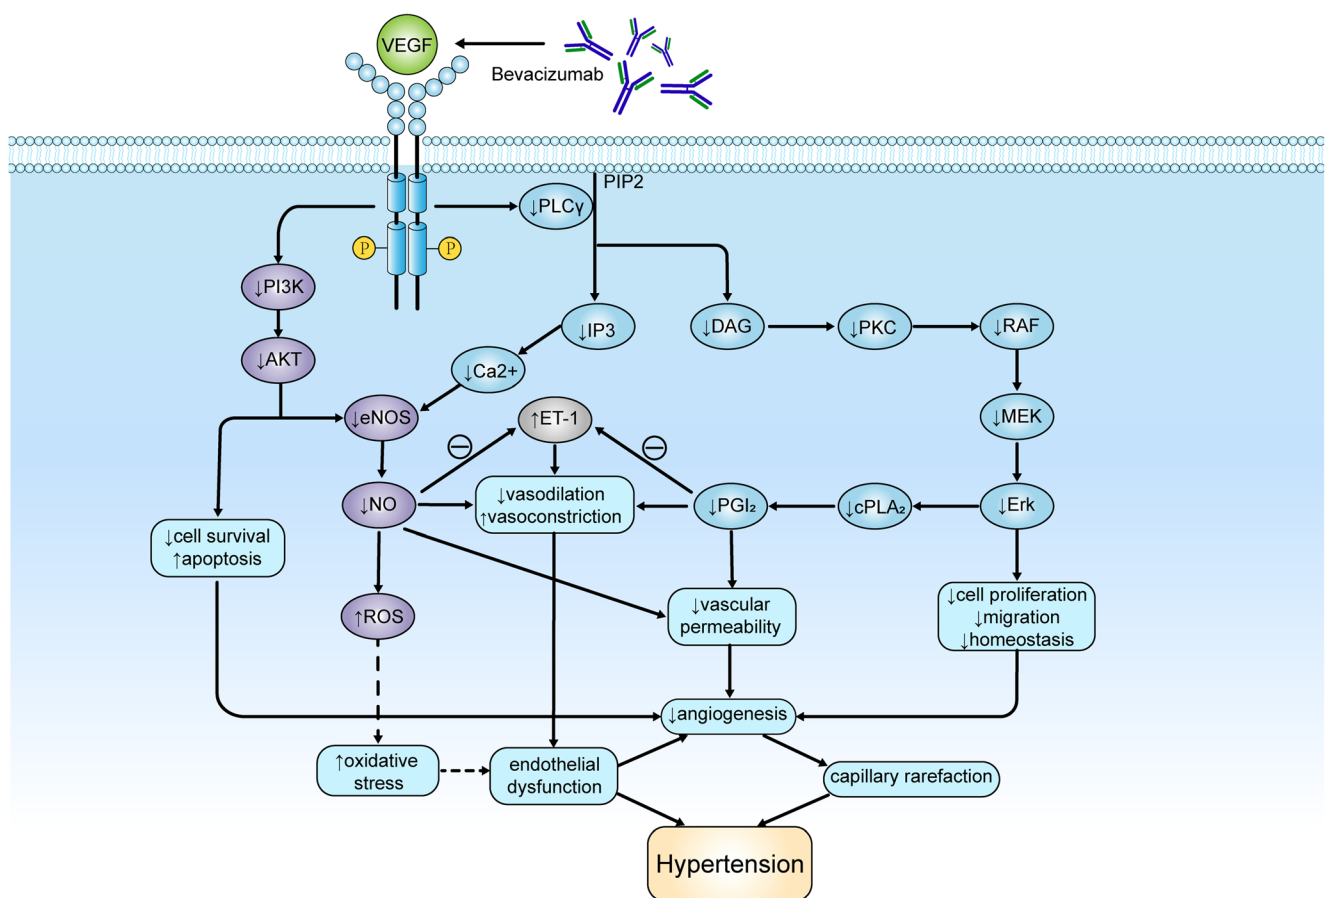 VEGF
Bevacizumab
PIP2
↓PLCγ
P
P
↓PI3K
↓IP3
↓DAG
↓PKC
↓RAF
↓AKT
↓Ca2+
↓eNOS
↑ET-1
↓MEK
↓NO
↓vasodilation
↑vasoconstriction
↓PGI₂
↓cPLA₂
↓Erk
↓cell survival
↑apoptosis
↑ROS
↓vascular
permeability
↓cell proliferation
↓migration
↓homeostasis
↓angiogenesis
↑oxidative
stress
endothelial
dysfunction
capillary rarefaction
Hypertension